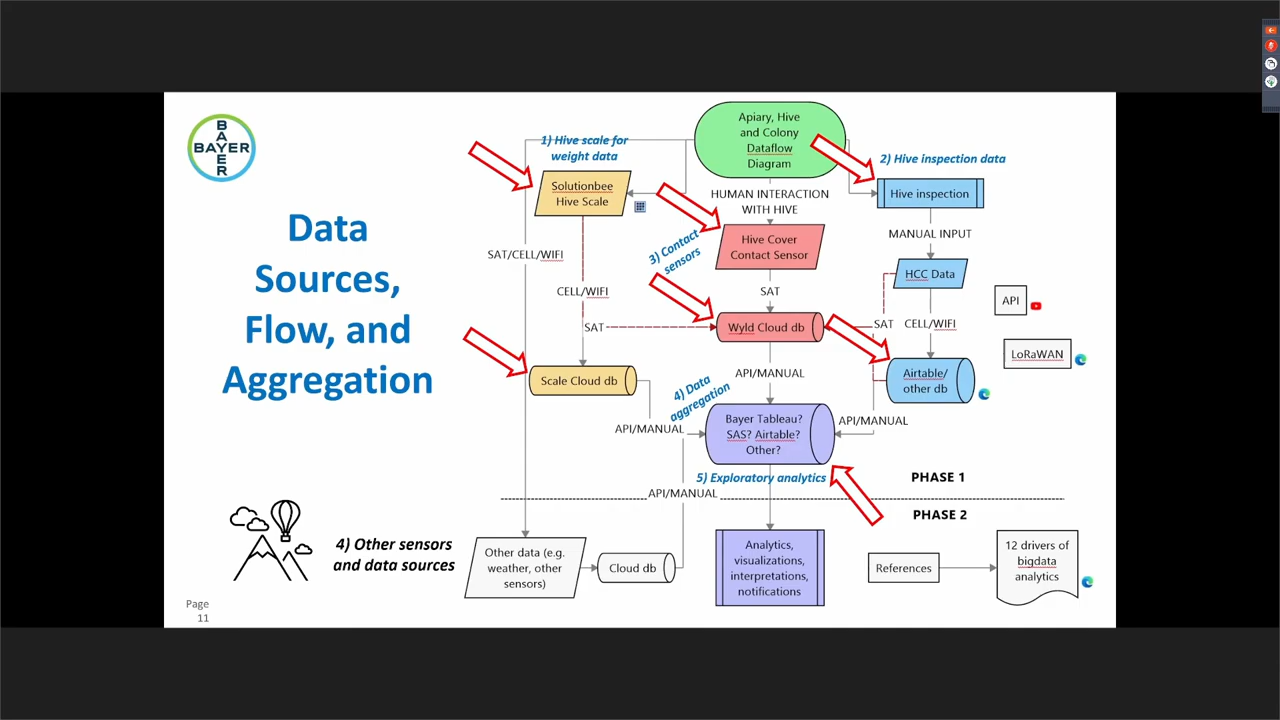 BAYER
BAYER
Data
Sources,
Flow, and
Aggregation
Apiary, Hive
and Colony
Dataflow
Diagram
1) Hive scale for
weight data
2) Hive inspection data
Solutionbee
Hive Scale
HUMAN INTERACTION
WITH HIVE
Hive inspection
MANUAL INPUT
3) Contact
sensors
Hive Cover
Contact Sensor
SAT/CELL/WIFI
HCC Data
CELL/WIFI
SAT
API
SAT
Wyld Cloud db
SAT
CELL/WIFI
LoRaWAN
Scale Cloud db
API/MANUAL
Airtable/
other db
4) Data
aggregation
API/MANUAL
Bayer Tableau?
SAS? Airtable?
Other?
API/MANUAL
5) Exploratory analytics
PHASE 1
API/MANUAL
PHASE 2
4) Other sensors
and data sources
Other data (e.g.
weather, other
sensors)
Cloud db
Analytics,
visualizations,
interpretations,
notifications
References
12 drivers of
bigdata
analytics
Page
11